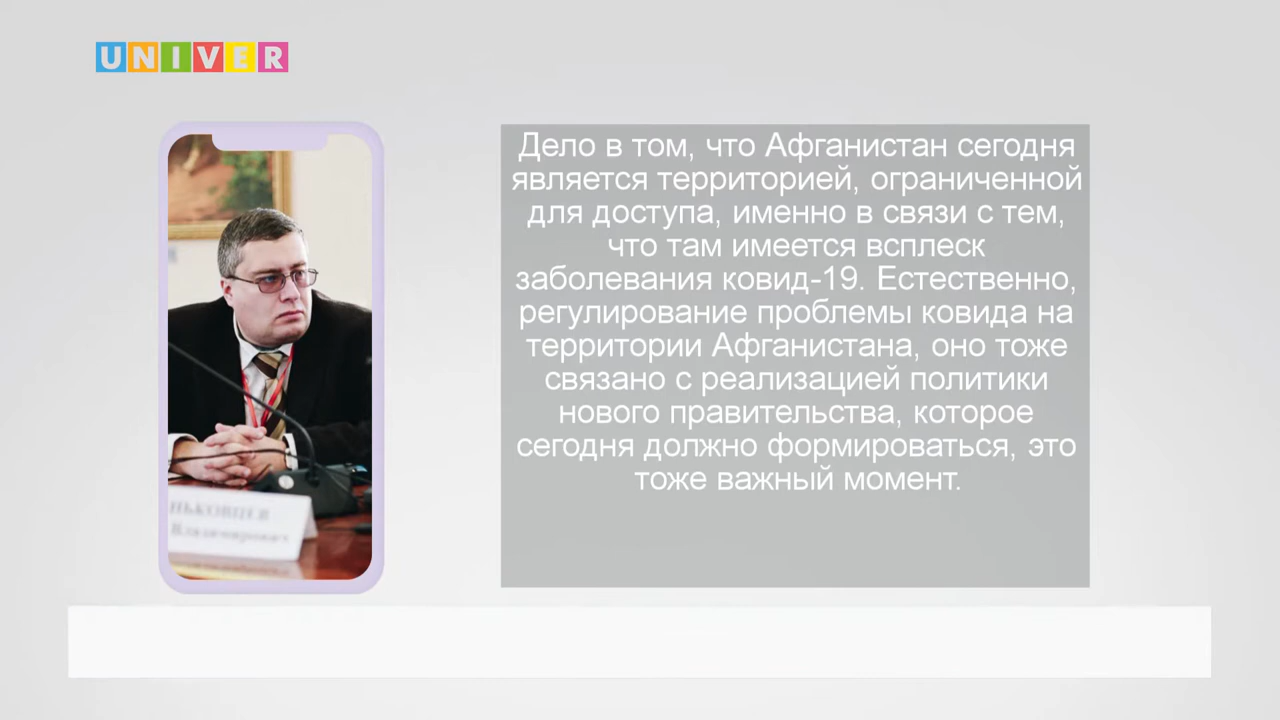 UNIVER
Дело в том, что Афганистан сегодня
является территорией, ограниченной
для доступа, именно в связи с тем,
что там имеется всплеск
заболевания ковид-19. Естественно,
регулирование проблемы ковида на
территории Афганистана, оно тоже
связано с реализацией политики
нового правительства, которое
сегодня должно формироваться, это
тоже важный момент.
Владимирович